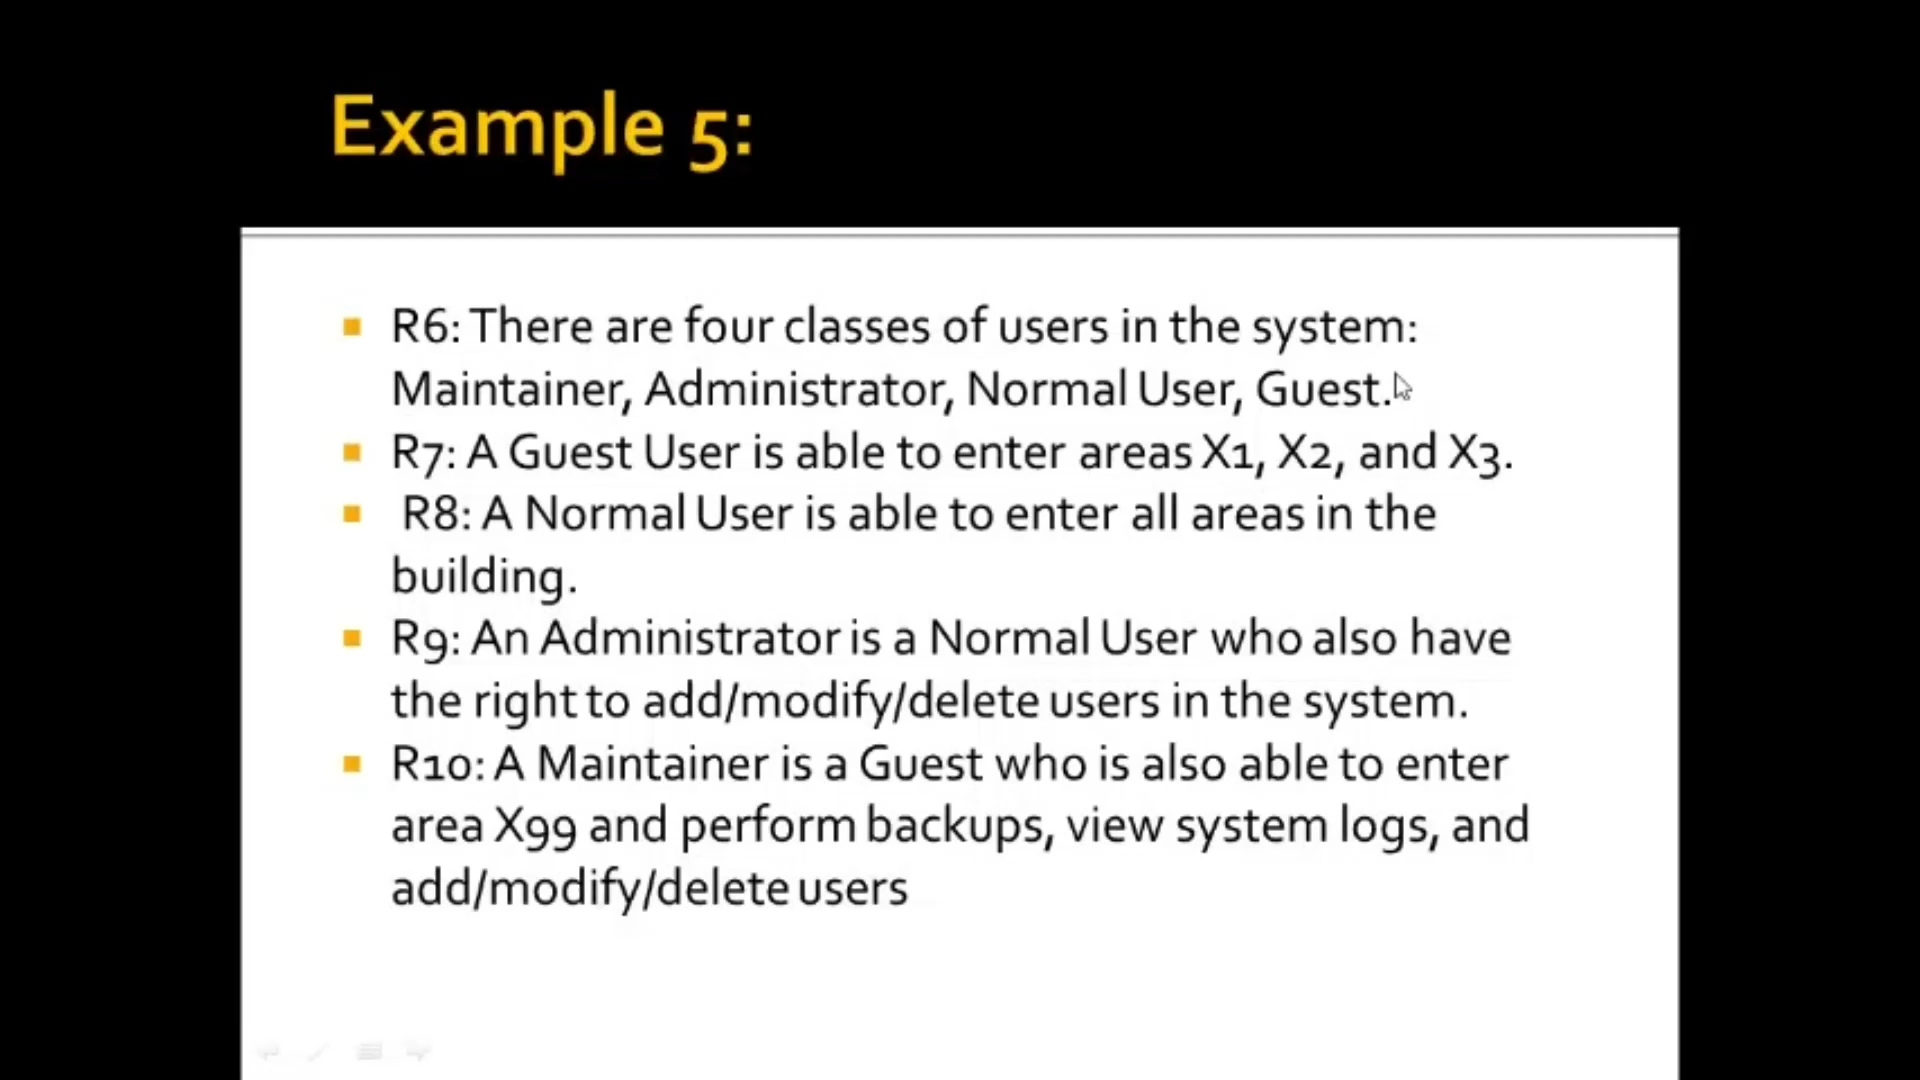 Example 5:
R6: There are four classes of users in the system:
Maintainer, Administrator, Normal User, Guest.
R7: A Guest User is able to enter areas X1, X2, and X3.
R8: A Normal User is able to enter all areas in the
building.
R9: An Administrator is a Normal User who also have
the right to add/modify/delete users in the system.
R10: A Maintainer is a Guest who is also able to enter
area X99 and perform backups, view system logs, and
add/modify/delete users